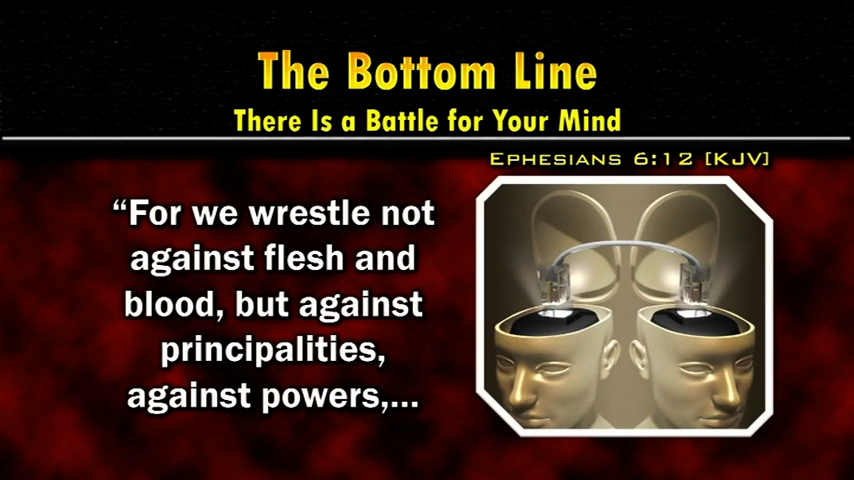 The Bottom Line
There Is a Battle for Your Mind
Ephesians 6:12 [KJV]
“For we wrestle not
against flesh and
blood, but against
principalities,
against powers,...